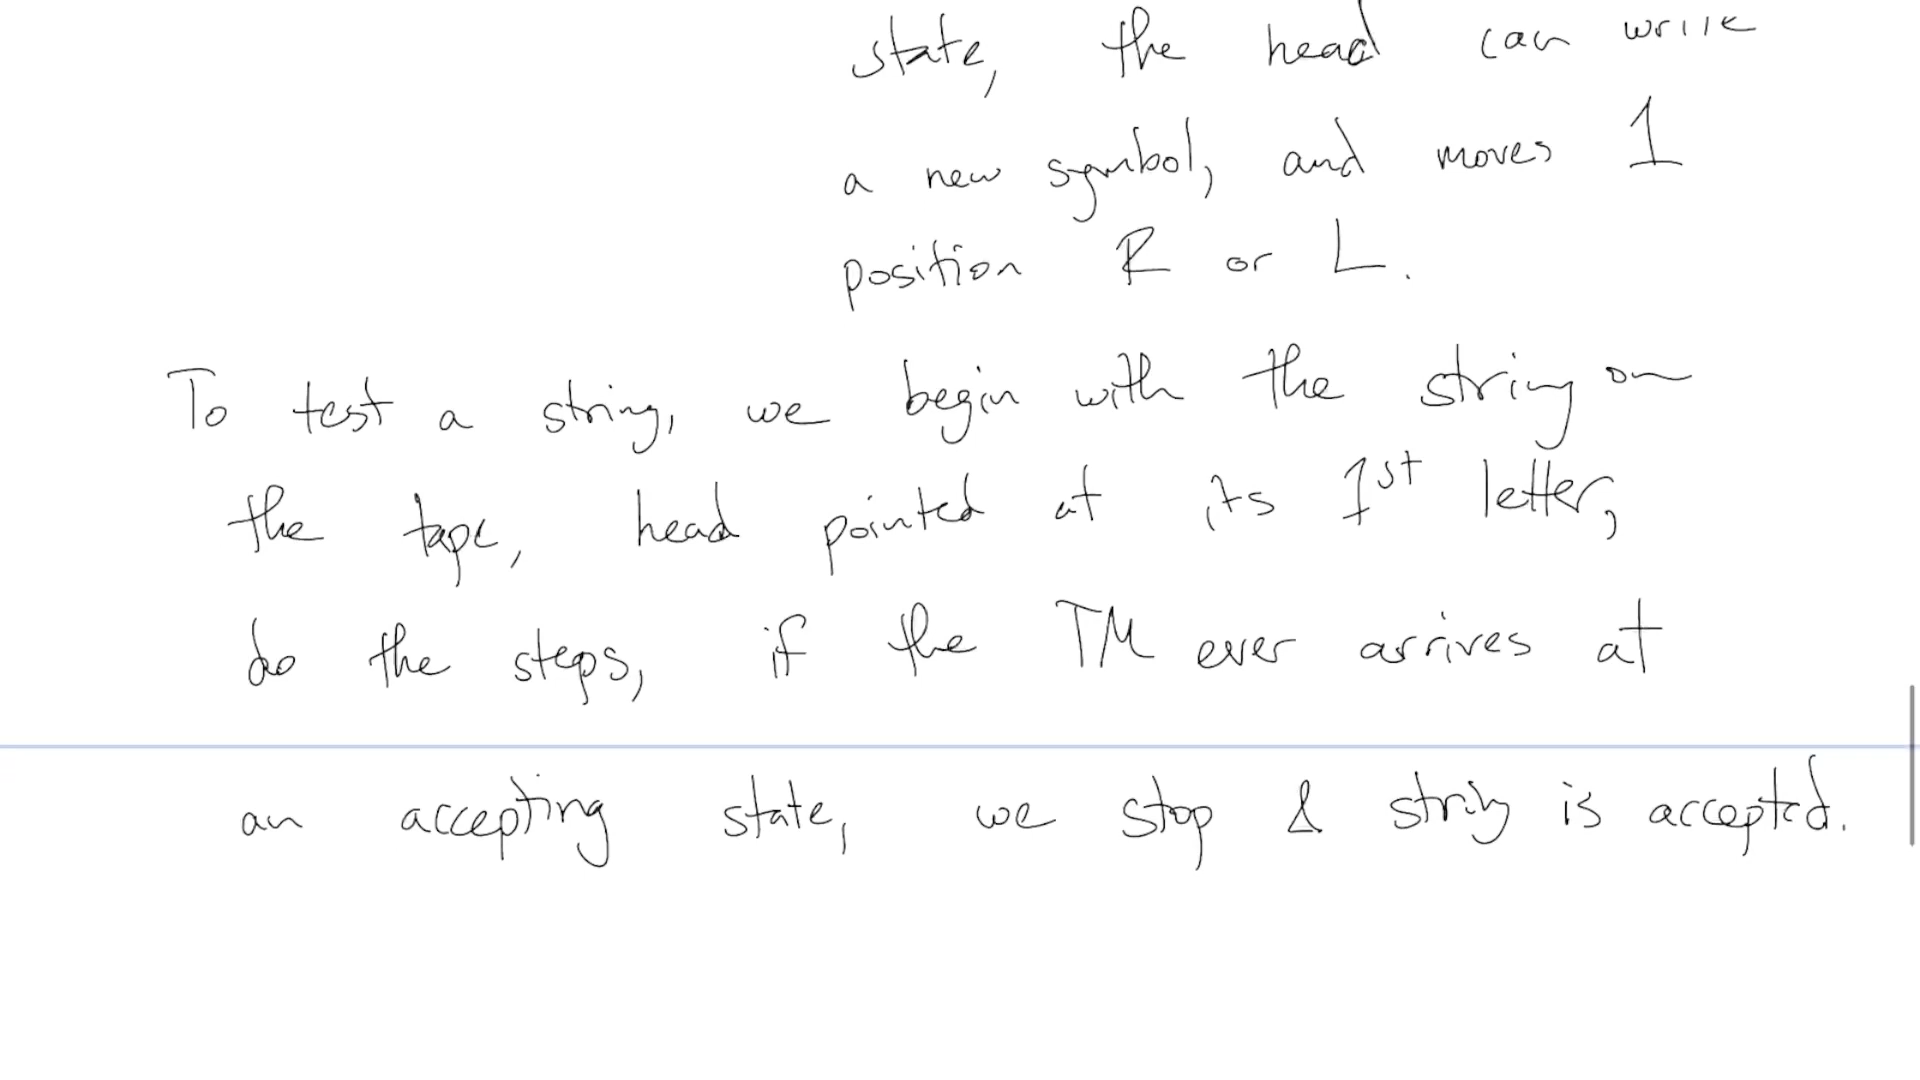 state, the head can write
a new symbol, and moves 1
position R or L.
To test a string, we begin with the string on
the tape, head pointed at its 1st letter,
do the steps, if the TM ever arrives at
an accepting state, we stop & string is accepted.